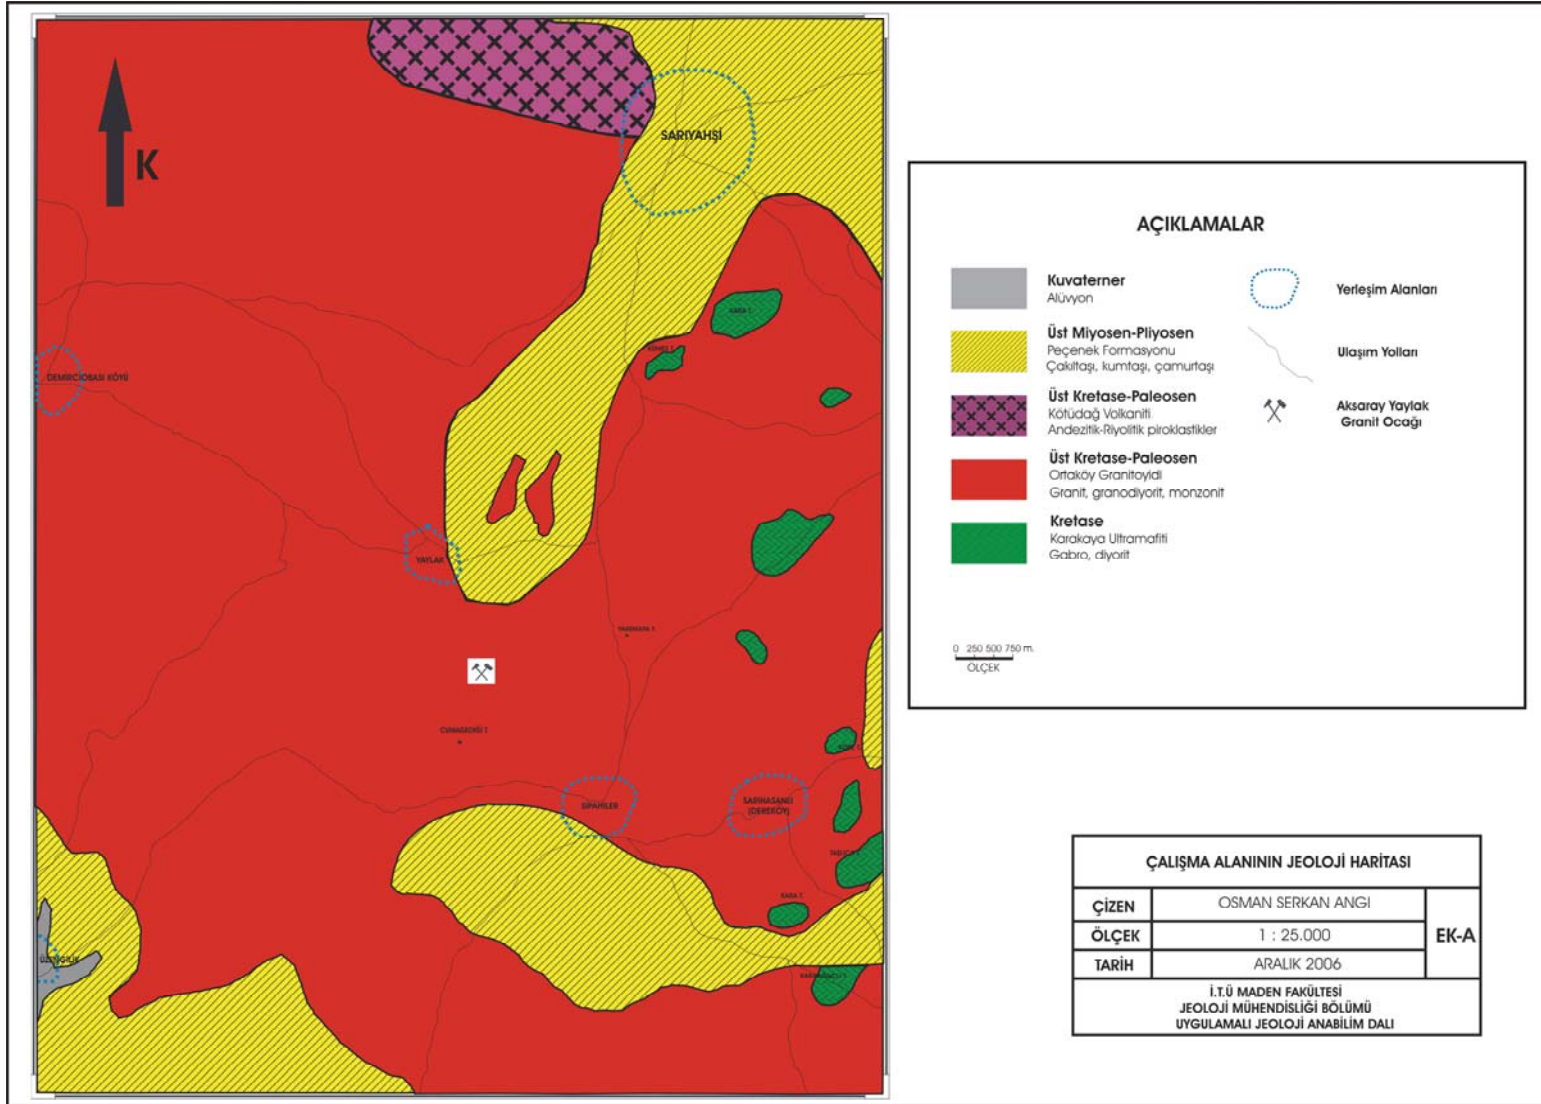 K
SARIYAHŞİ
KARA T.
DEMİRCİOBASI KÖYÜ
YAYLAK
SİPAHİLER
SARIHASANLI
(DEREKÖY)
KARA T.
AÇIKLAMALAR
Kuvaterner
Alüvyon
Üst Miyosen-Pliyosen
Peçenek Formasyonu
Çakıltaşı, kumtaşı, çamurtaşı
Üst Kretase-Paleosen
Kötüdağ Volkaniti
Andezitik-Riyolitik piroklastikler
Üst Kretase-Paleosen
Ortaköy Granitoyidi
Granit, granodiyorit, monzonit
Kretase
Karakaya Ultramafiti
Gabro, diyorit
Yerleşim Alanları
Ulaşım Yolları
Aksaray Yaylak
Granit Ocağı
0 250 500 750 m.
ÖLÇEK
ÇALIŞMA ALANININ JEOLOJİ HARİTASI
ÇİZEN OSMAN SERKAN ANGI
ÖLÇEK 1 : 25.000
EK-A
TARİH ARALIK 2006
İ.T.Ü MADEN FAKÜLTESİ
JEOLOJİ MÜHENDİSLİĞİ BÖLÜMÜ
UYGULAMALI JEOLOJİ ANABİLİM DALI